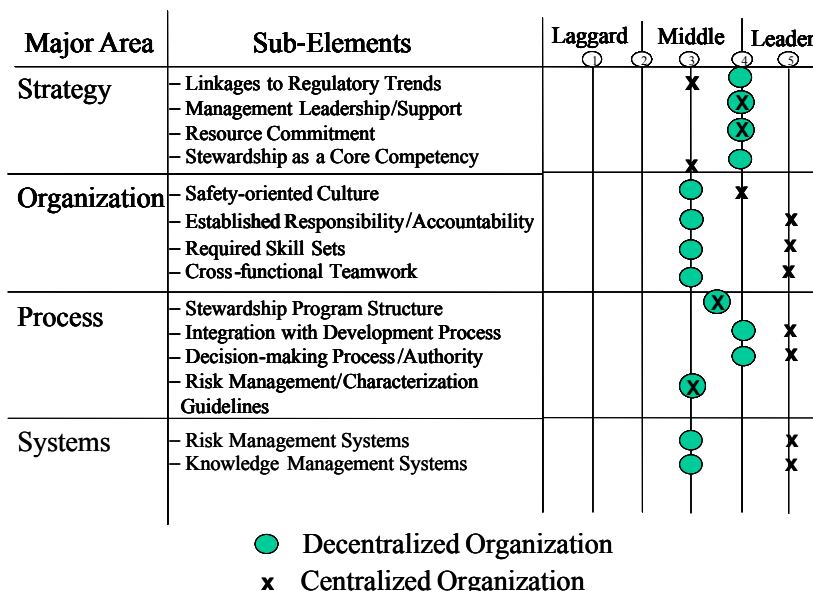 Major Area Sub-Elements Laggard Middle Leader
1 2 3 4 5
Strategy
– Linkages to Regulatory Trends x
– Management Leadership/Support x
– Resource Commitment x
– Stewardship as a Core Competency x
Organization
– Safety-oriented Culture x
– Established Responsibility/Accountability x
– Required Skill Sets x
– Cross-functional Teamwork x
Process
– Stewardship Program Structure x
– Integration with Development Process x
– Decision-making Process/Authority x
– Risk Management/Characterization x
Guidelines
Systems
– Risk Management Systems x
– Knowledge Management Systems x
Decentralized Organization
x Centralized Organization